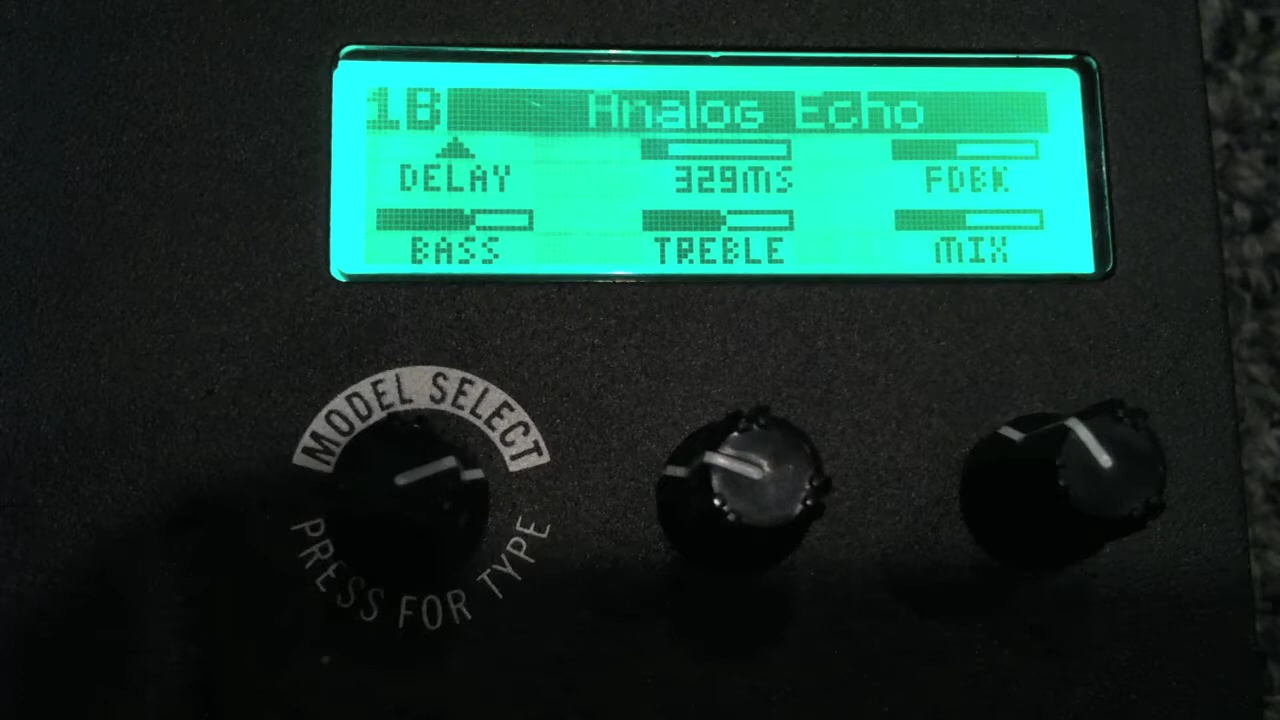 1B Analog Echo
DELAY 329MS FDBK
BASS TREBLE MIX
MODEL SELECT
PRESS FOR TYPE